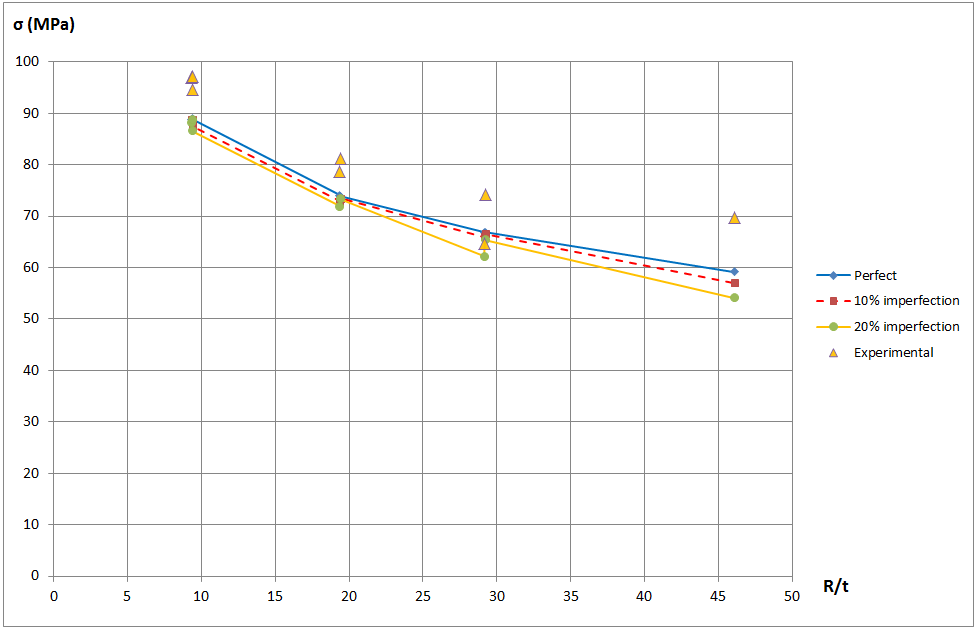 σ (MPa)
100
90
80
70
60
50
40
30
20
10
0
0 5 10 15 20 25 30 35 40 45 50
R/t
Perfect
10% imperfection
20% imperfection
Experimental